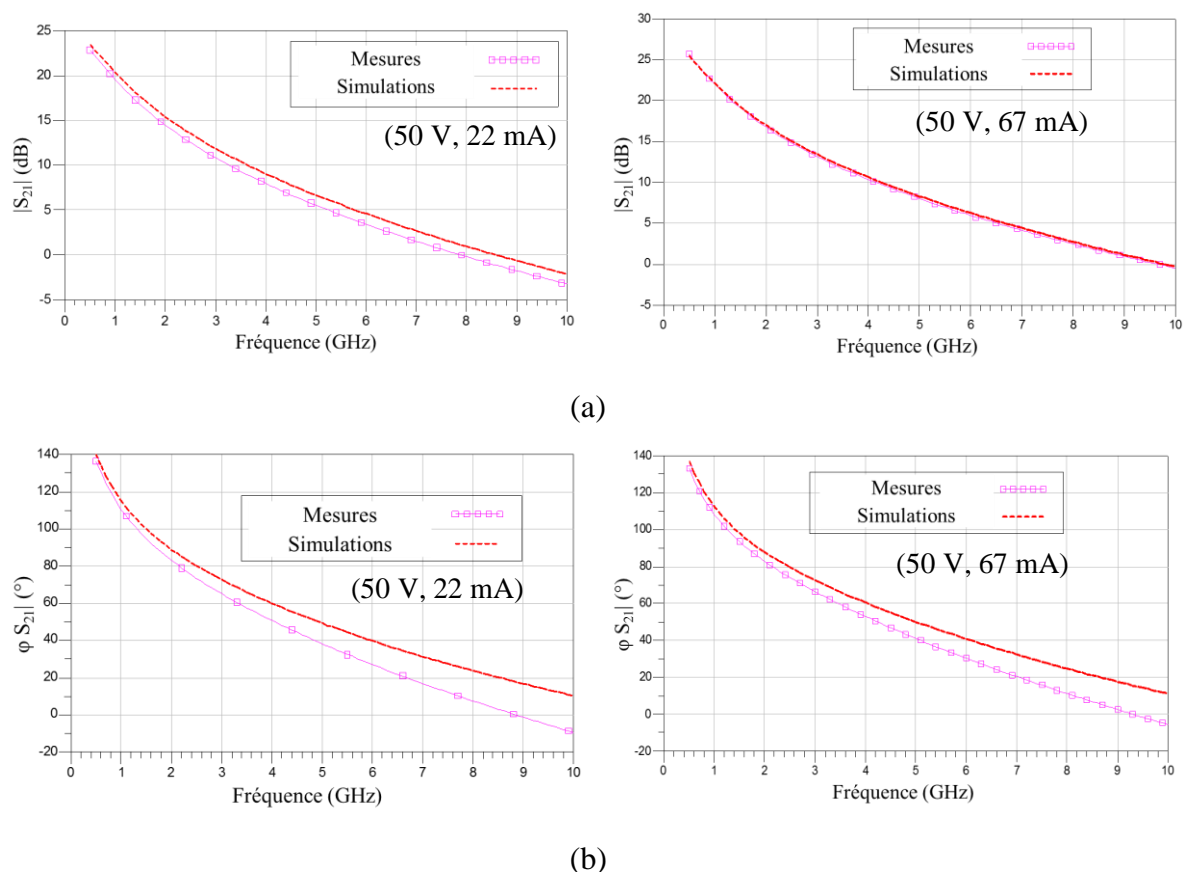 25
20
15
10
5
0
-5
|S21| (dB)
Mesures
Simulations
(50 V, 22 mA)
0 1 2 3 4 5 6 7 8 9 10
Fréquence (GHz)
30
25
20
15
10
5
0
-5
|S21| (dB)
Mesures
Simulations
(50 V, 67 mA)
0 1 2 3 4 5 6 7 8 9 10
Fréquence (GHz)
(a)
140
120
100
80
60
40
20
0
-20
φ S21| (°)
Mesures
Simulations
(50 V, 22 mA)
0 1 2 3 4 5 6 7 8 9 10
Fréquence (GHz)
140
120
100
80
60
40
20
0
-20
φ S21| (°)
Mesures
Simulations
(50 V, 67 mA)
0 1 2 3 4 5 6 7 8 9 10
Fréquence (GHz)
(b)